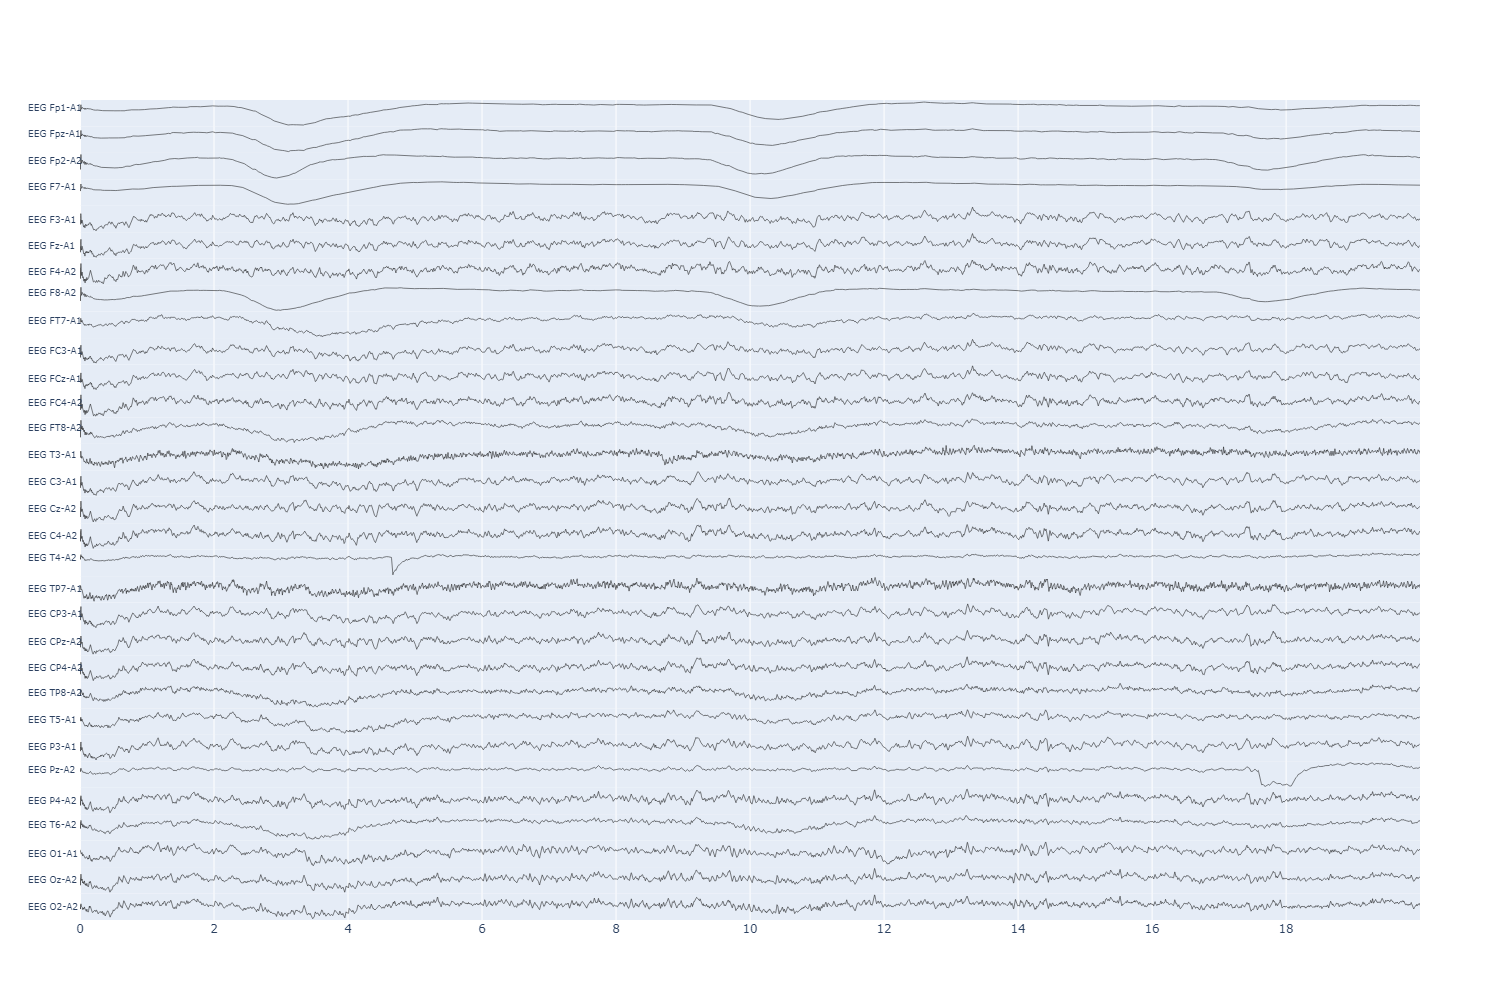 EEG Fp1-A1
EEG Fpz-A1
EEG Fp2-A2
EEG F7-A1
EEG F3-A1
EEG Fz-A1
EEG F4-A2
EEG F8-A2
EEG FT7-A1
EEG FC3-A1
EEG FCz-A1
EEG FC4-A2
EEG FT8-A2
EEG T3-A1
EEG C3-A1
EEG Cz-A2
EEG C4-A2
EEG T4-A2
EEG TP7-A1
EEG CP3-A1
EEG CPz-A2
EEG CP4-A2
EEG TP8-A2
EEG T5-A1
EEG P3-A1
EEG Pz-A2
EEG P4-A2
EEG T6-A2
EEG O1-A1
EEG Oz-A2
EEG O2-A2
0 2 4 6 8 10 12 14 16 18